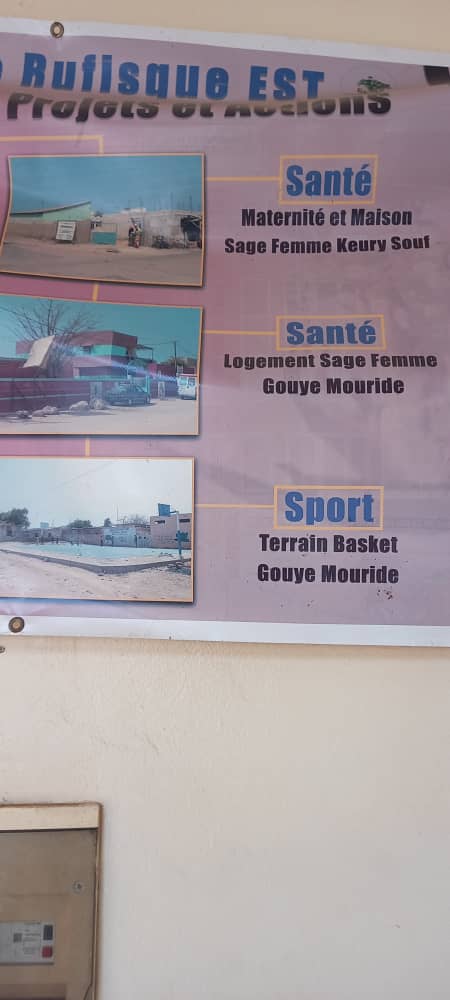 Rufisque EST
Projets et Actions
Santé
Maternité et Maison
Sage Femme Keury Souf
Santé
Logement Sage Femme
Gouye Mouride
Sport
Terrain Basket
Gouye Mouride